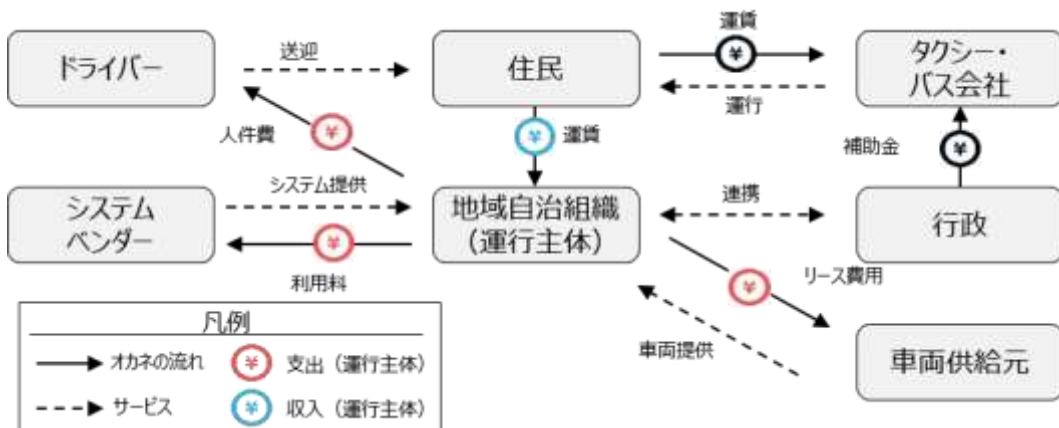 ドライバー
送迎
住民
運賃
¥
運行
タクシー・
バス会社
人件費
¥
¥
運賃
補助金
¥
システム
ベンダー
システム提供
¥
利用料
地域自治組織
（運行主体）
連携
行政
¥
リース費用
車両提供
車両供給元
凡例
オカネの流れ
¥
支出（運行主体）
サービス
¥
収入（運行主体）